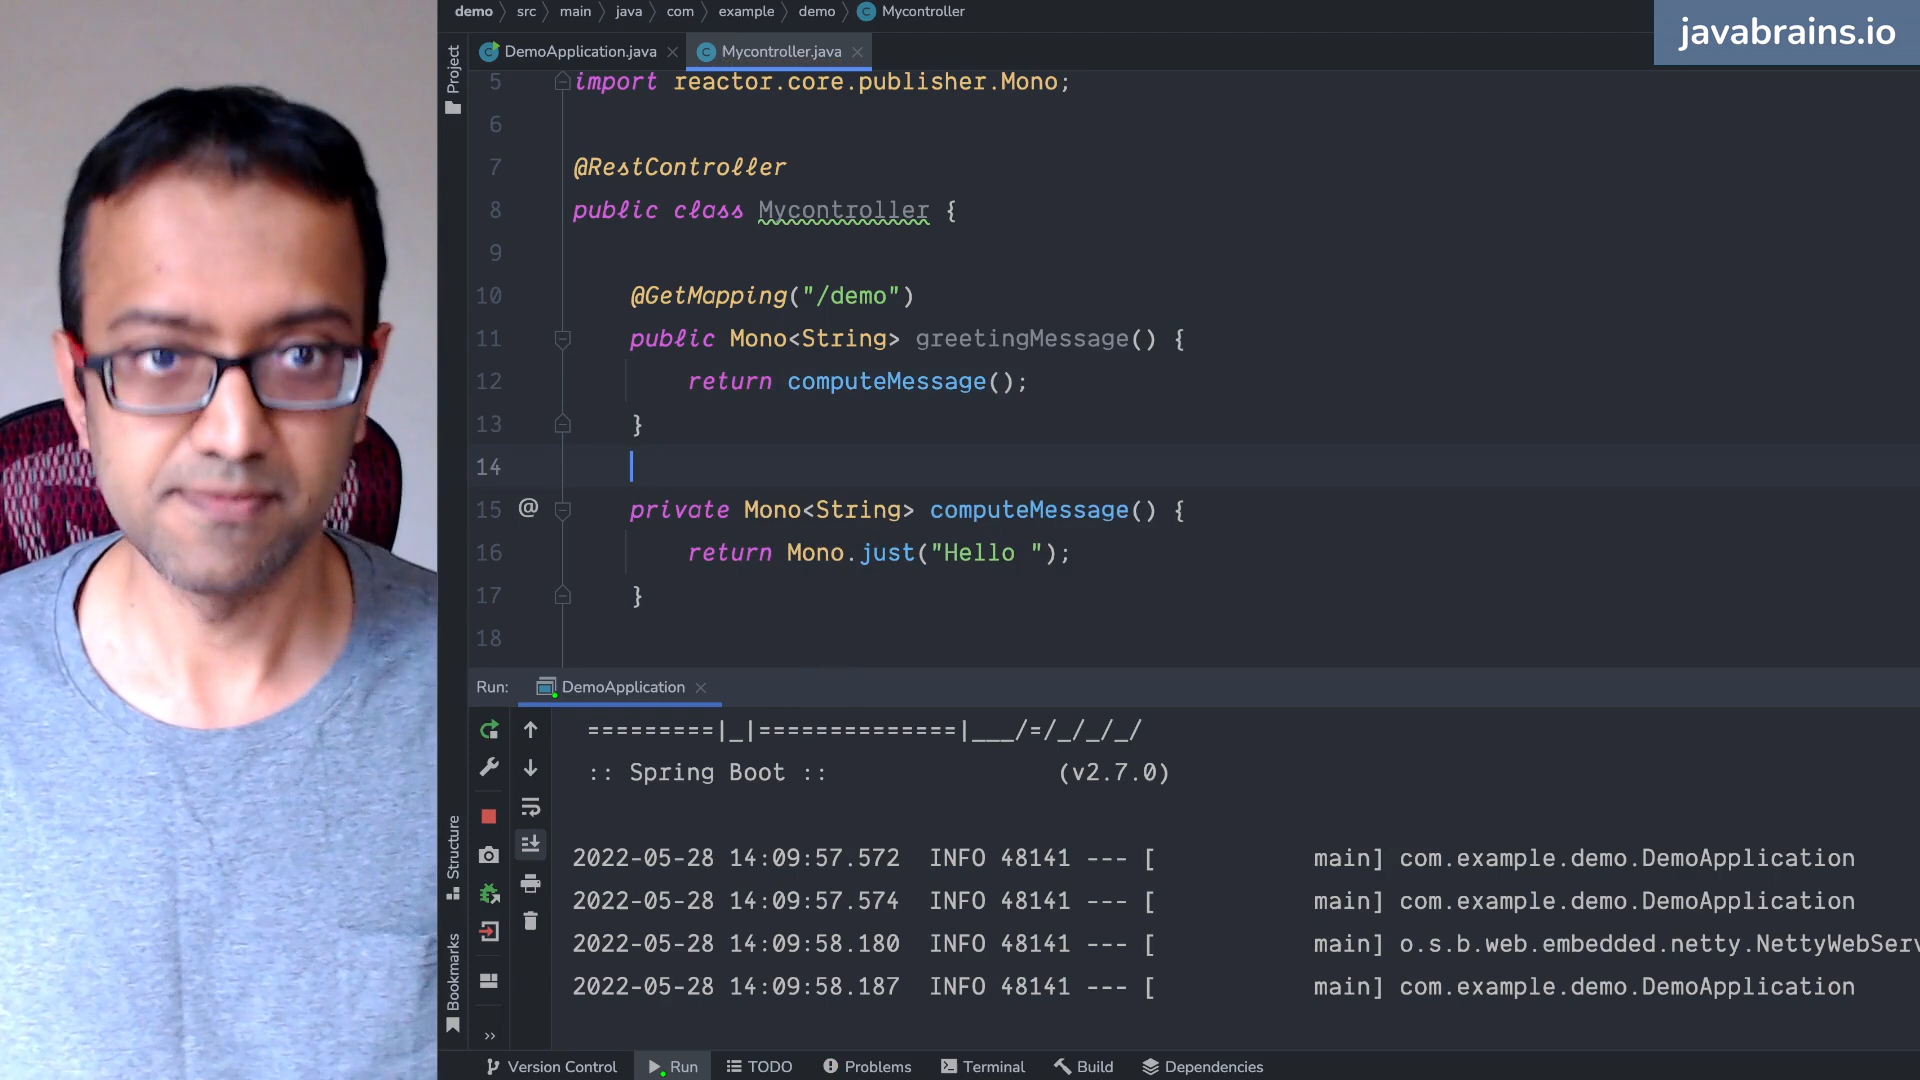 demo src main java com example demo Mycontroller
javabrains.io
Project
DemoApplication.java Mycontroller.java
5 import reactor.core.publisher.Mono;
6
7 @RestController
8 public class Mycontroller {
9
10 @GetMapping("/demo")
11 public Mono<String> greetingMessage() {
12 return computeMessage();
13 }
14
15 @ private Mono<String> computeMessage() {
16 return Mono.just("Hello ");
17 }
18
Run: DemoApplication
=========|_|==============|___/=/_/_/_/
:: Spring Boot :: (v2.7.0)
2022-05-28 14:09:57.572 INFO 48141 --- [ main] com.example.demo.DemoApplication
2022-05-28 14:09:57.574 INFO 48141 --- [ main] com.example.demo.DemoApplication
2022-05-28 14:09:58.180 INFO 48141 --- [ main] o.s.b.web.embedded.netty.NettyWebServ
2022-05-28 14:09:58.187 INFO 48141 --- [ main] com.example.demo.DemoApplication
Structure
Bookmarks
Version Control Run TODO Problems Terminal Build Dependencies